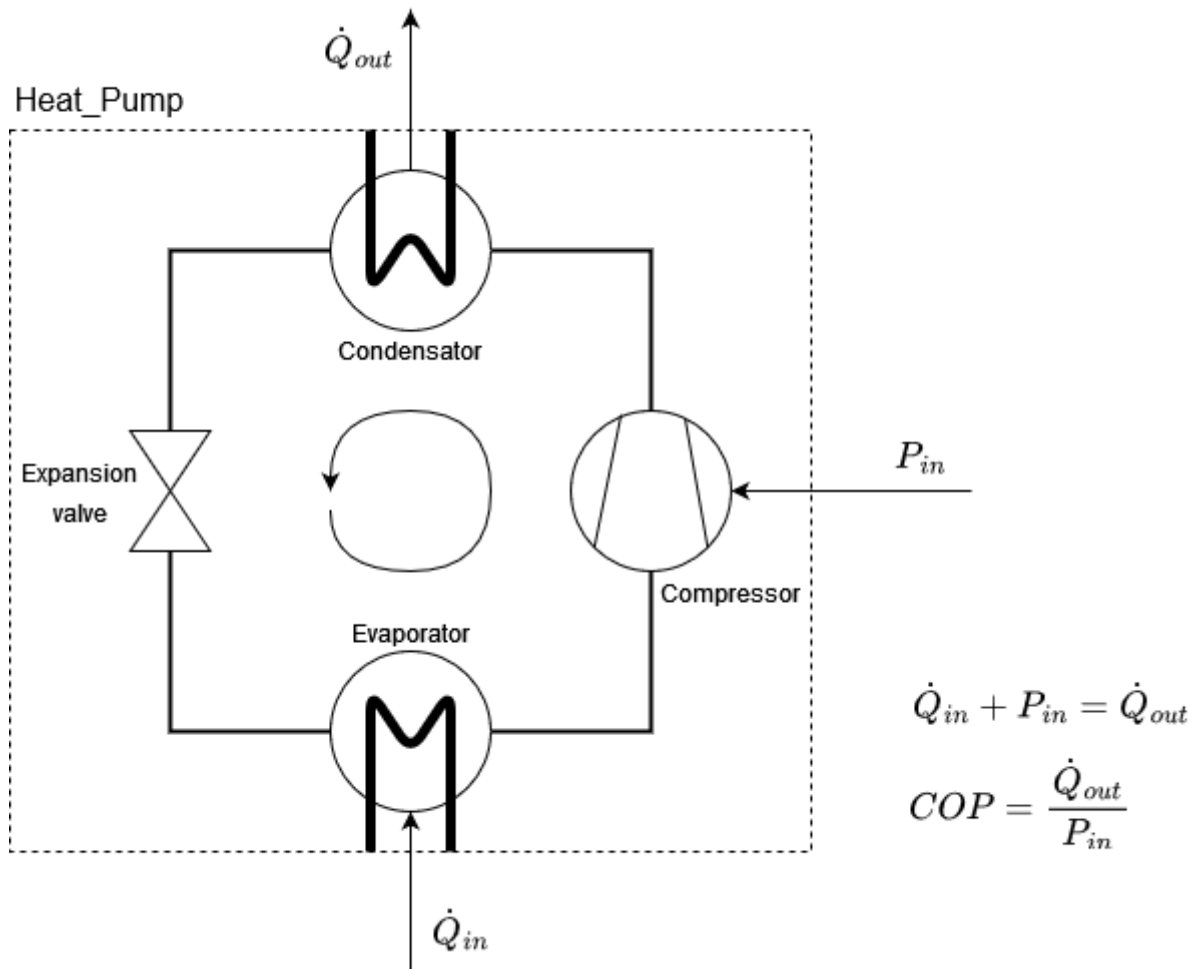 Q̇out
Heat_Pump
Condensator
Expansion
valve
Pin
Compressor
Evaporator
Q̇in + Pin = Q̇out
COP = Q̇out / Pin
Q̇in